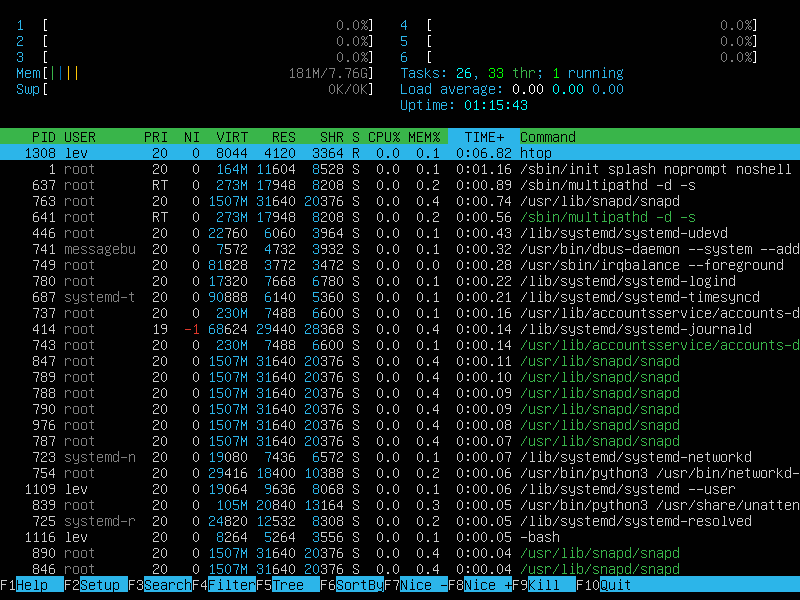 1 [ 0.0%] 4 [ 0.0%]
2 [ 0.0%] 5 [ 0.0%]
3 [ 0.0%] 6 [ 0.0%]
Mem[|||| 181M/7.76G] Tasks: 26, 33 thr; 1 running
Swp[ 0K/0K] Load average: 0.00 0.00 0.00
Uptime: 01:15:43
PID USER PRI NI VIRT RES SHR S CPU% MEM% TIME+ Command
1308 lev 20 0 8044 4120 3364 R 0.0 0.1 0:06.82 htop
1 root 20 0 164M 11604 8528 S 0.0 0.1 0:01.16 /sbin/init splash noprompt noshell
637 root RT 0 273M 17948 8208 S 0.0 0.2 0:00.89 /sbin/multipathd -d -s
763 root 20 0 1507M 31640 20376 S 0.0 0.4 0:00.74 /usr/lib/snapd/snapd
641 root RT 0 273M 17948 8208 S 0.0 0.2 0:00.56 /sbin/multipathd -d -s
446 root 20 0 22760 6060 3964 S 0.0 0.1 0:00.43 /lib/systemd/systemd-udevd
741 messagebu 20 0 7572 4732 3932 S 0.0 0.1 0:00.32 /usr/bin/dbus-daemon --system --add
749 root 20 0 81828 3772 3472 S 0.0 0.0 0:00.28 /usr/sbin/irqbalance --foreground
780 root 20 0 17320 7668 6780 S 0.0 0.1 0:00.21 /lib/systemd/systemd-logind
687 systemd-t 20 0 90888 6140 5360 S 0.0 0.1 0:00.21 /lib/systemd/systemd-timesyncd
737 root 20 0 230M 7488 6600 S 0.0 0.1 0:00.16 /usr/lib/accountsservice/accounts-d
414 root 19 -1 68624 29440 28368 S 0.0 0.4 0:00.14 /lib/systemd/systemd-journald
743 root 20 0 230M 7488 6600 S 0.0 0.1 0:00.14 /usr/lib/accountsservice/accounts-d
847 root 20 0 1507M 31640 20376 S 0.0 0.4 0:00.11 /usr/lib/snapd/snapd
789 root 20 0 1507M 31640 20376 S 0.0 0.4 0:00.10 /usr/lib/snapd/snapd
788 root 20 0 1507M 31640 20376 S 0.0 0.4 0:00.09 /usr/lib/snapd/snapd
790 root 20 0 1507M 31640 20376 S 0.0 0.4 0:00.09 /usr/lib/snapd/snapd
976 root 20 0 1507M 31640 20376 S 0.0 0.4 0:00.08 /usr/lib/snapd/snapd
787 root 20 0 1507M 31640 20376 S 0.0 0.4 0:00.07 /usr/lib/snapd/snapd
723 systemd-n 20 0 19080 7436 6572 S 0.0 0.1 0:00.07 /lib/systemd/systemd-networkd
754 root 20 0 29416 18400 10388 S 0.0 0.2 0:00.06 /usr/bin/python3 /usr/bin/networkd-
1109 lev 20 0 19064 9636 8068 S 0.0 0.1 0:00.06 /lib/systemd/systemd --user
839 root 20 0 105M 20840 13164 S 0.0 0.3 0:00.05 /usr/bin/python3 /usr/share/unatten
725 systemd-r 20 0 24820 12532 8308 S 0.0 0.2 0:00.05 /lib/systemd/systemd-resolved
1116 lev 20 0 8264 5264 3556 S 0.0 0.1 0:00.05 -bash
890 root 20 0 1507M 31640 20376 S 0.0 0.4 0:00.04 /usr/lib/snapd/snapd
846 root 20 0 1507M 31640 20376 S 0.0 0.4 0:00.04 /usr/lib/snapd/snapd
F1Help F2Setup F3SearchF4FilterF5Tree F6SortByF7Nice -F8Nice +F9Kill F10Quit